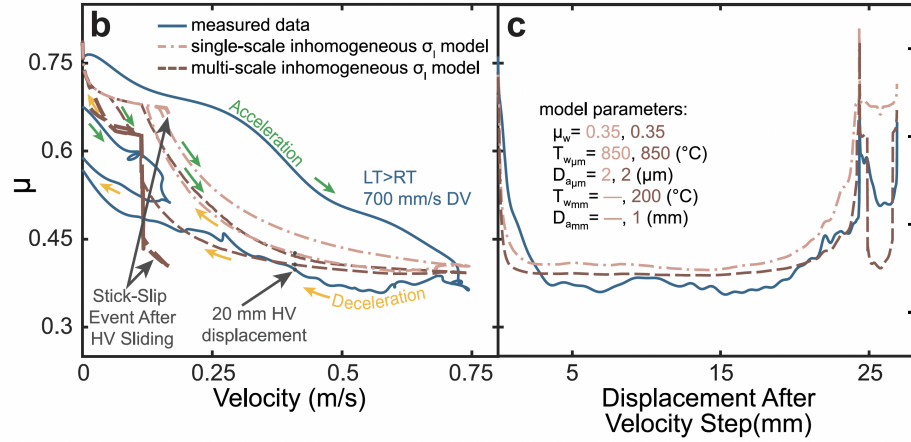 b
measured data
single-scale inhomogeneous σl model
multi-scale inhomogeneous σl model
0.75
0.6
0.45
0.3
μ
Acceleration
LT>RT
700 mm/s DV
Stick-Slip
Event After
HV Sliding
20 mm HV
displacement
Deceleration
0
0.25
0.5
0.75
Velocity (m/s)
c
model parameters:
μw= 0.35, 0.35
Twμm= 850, 850 (°C)
Daμm= 2, 2 (μm)
Twmm= —, 200 (°C)
Damm= —, 1 (mm)
5
15
25
Displacement After
Velocity Step(mm)